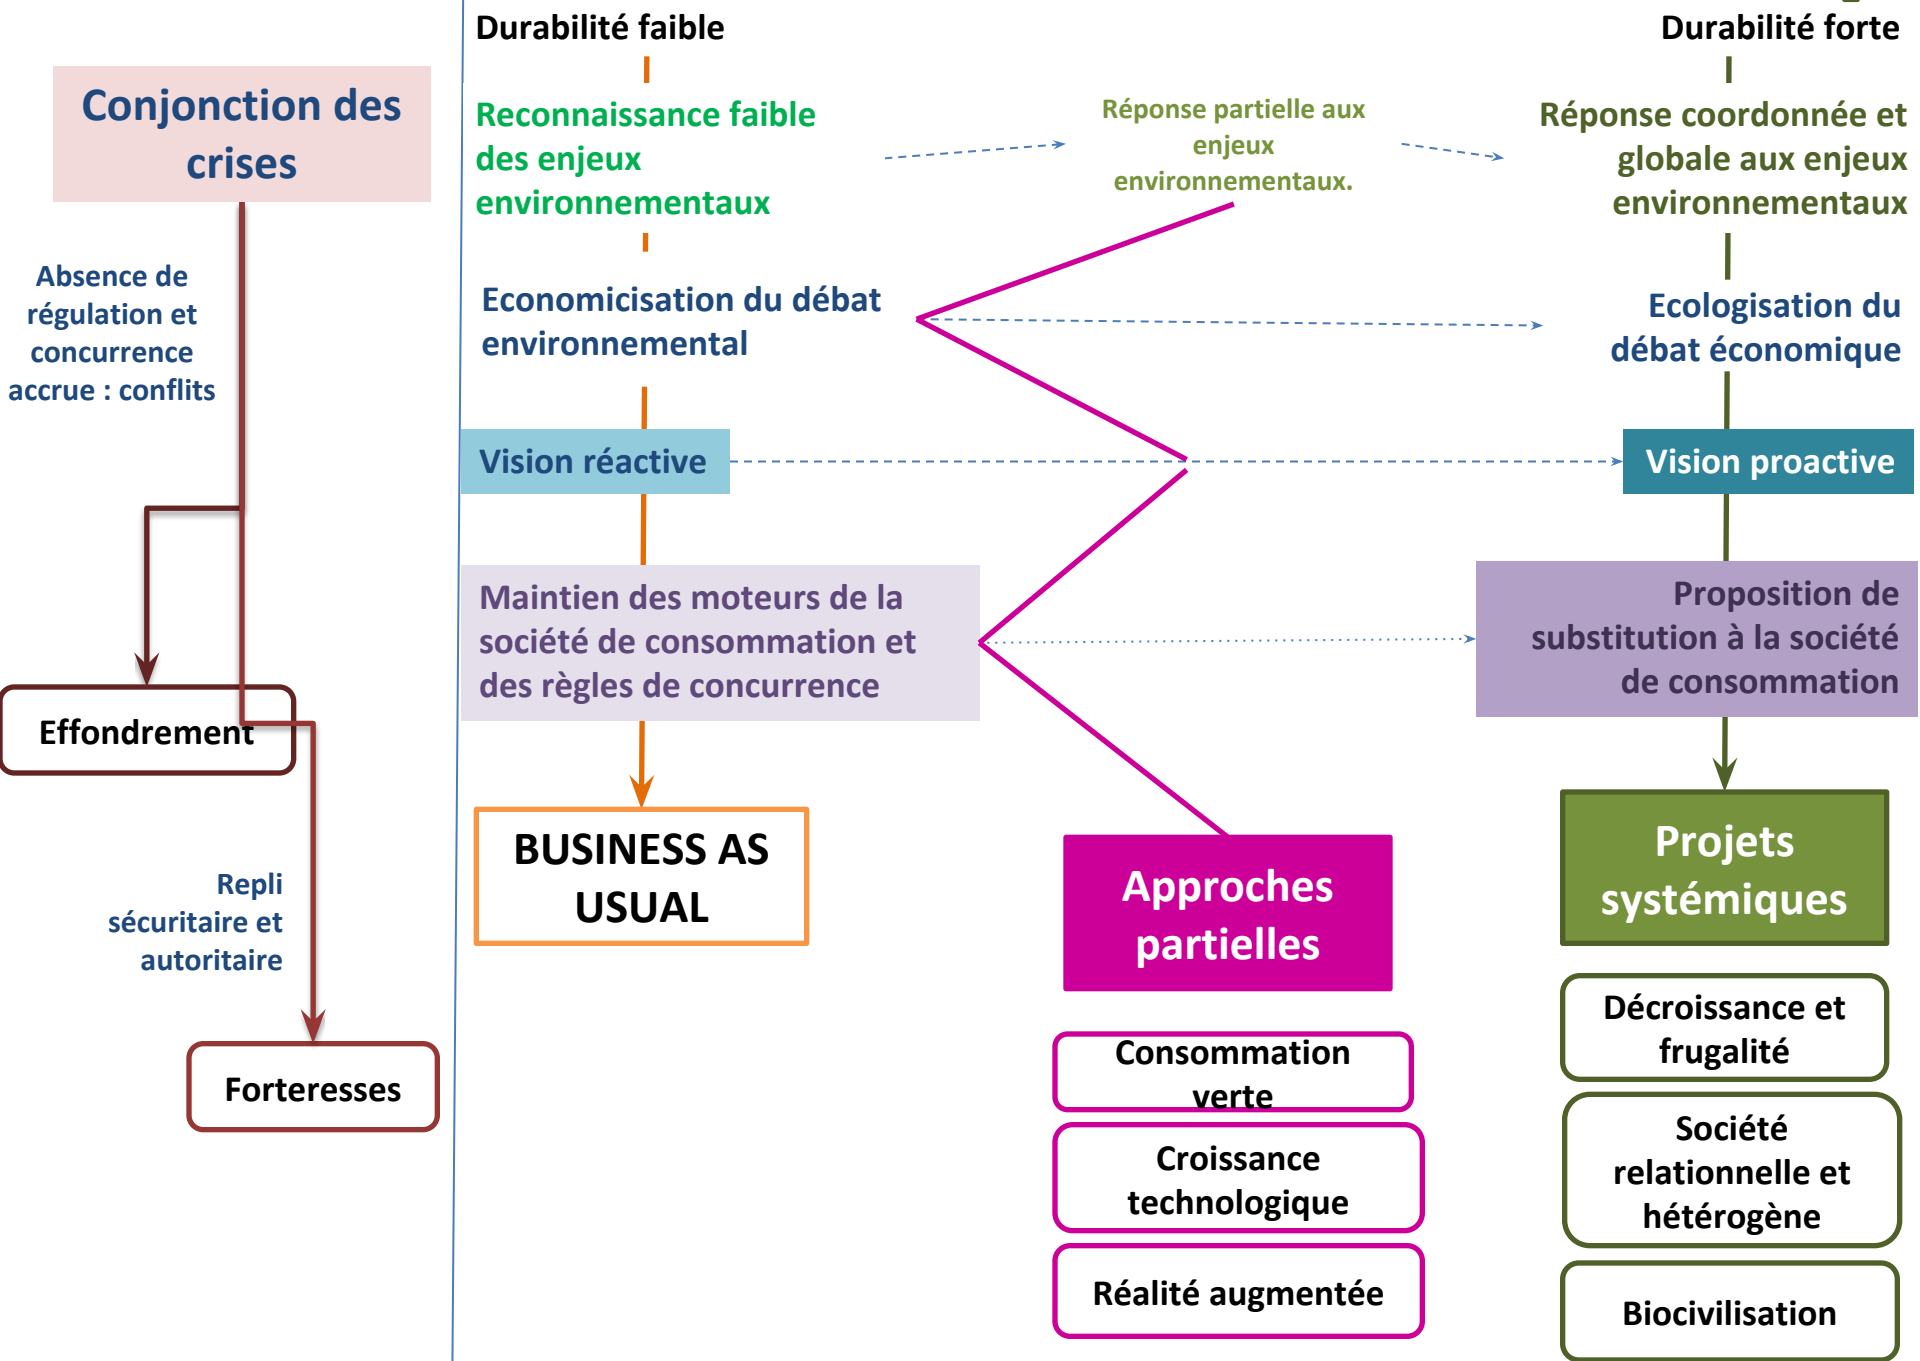 Conjonction des
crises
Absence de
régulation et
concurrence
accrue : conflits
Effondrement
Repli
sécuritaire et
autoritaire
Forteresses
Durabilité faible
Reconnaissance faible
des enjeux
environnementaux
Economicisation du débat
environnemental
Vision réactive
Maintien des moteurs de la
société de consommation et
des règles de concurrence
BUSINESS AS
USUAL
Réponse partielle aux
enjeux
environnementaux.
Approches
partielles
Consommation
verte
Croissance
technologique
Réalité augmentée
Durabilité forte
Réponse coordonnée et
globale aux enjeux
environnementaux
Ecologisation du
débat économique
Vision proactive
Proposition de
substitution à la société
de consommation
Projets
systémiques
Décroissance et
frugalité
Société
relationnelle et
hétérogène
Biocivilisation